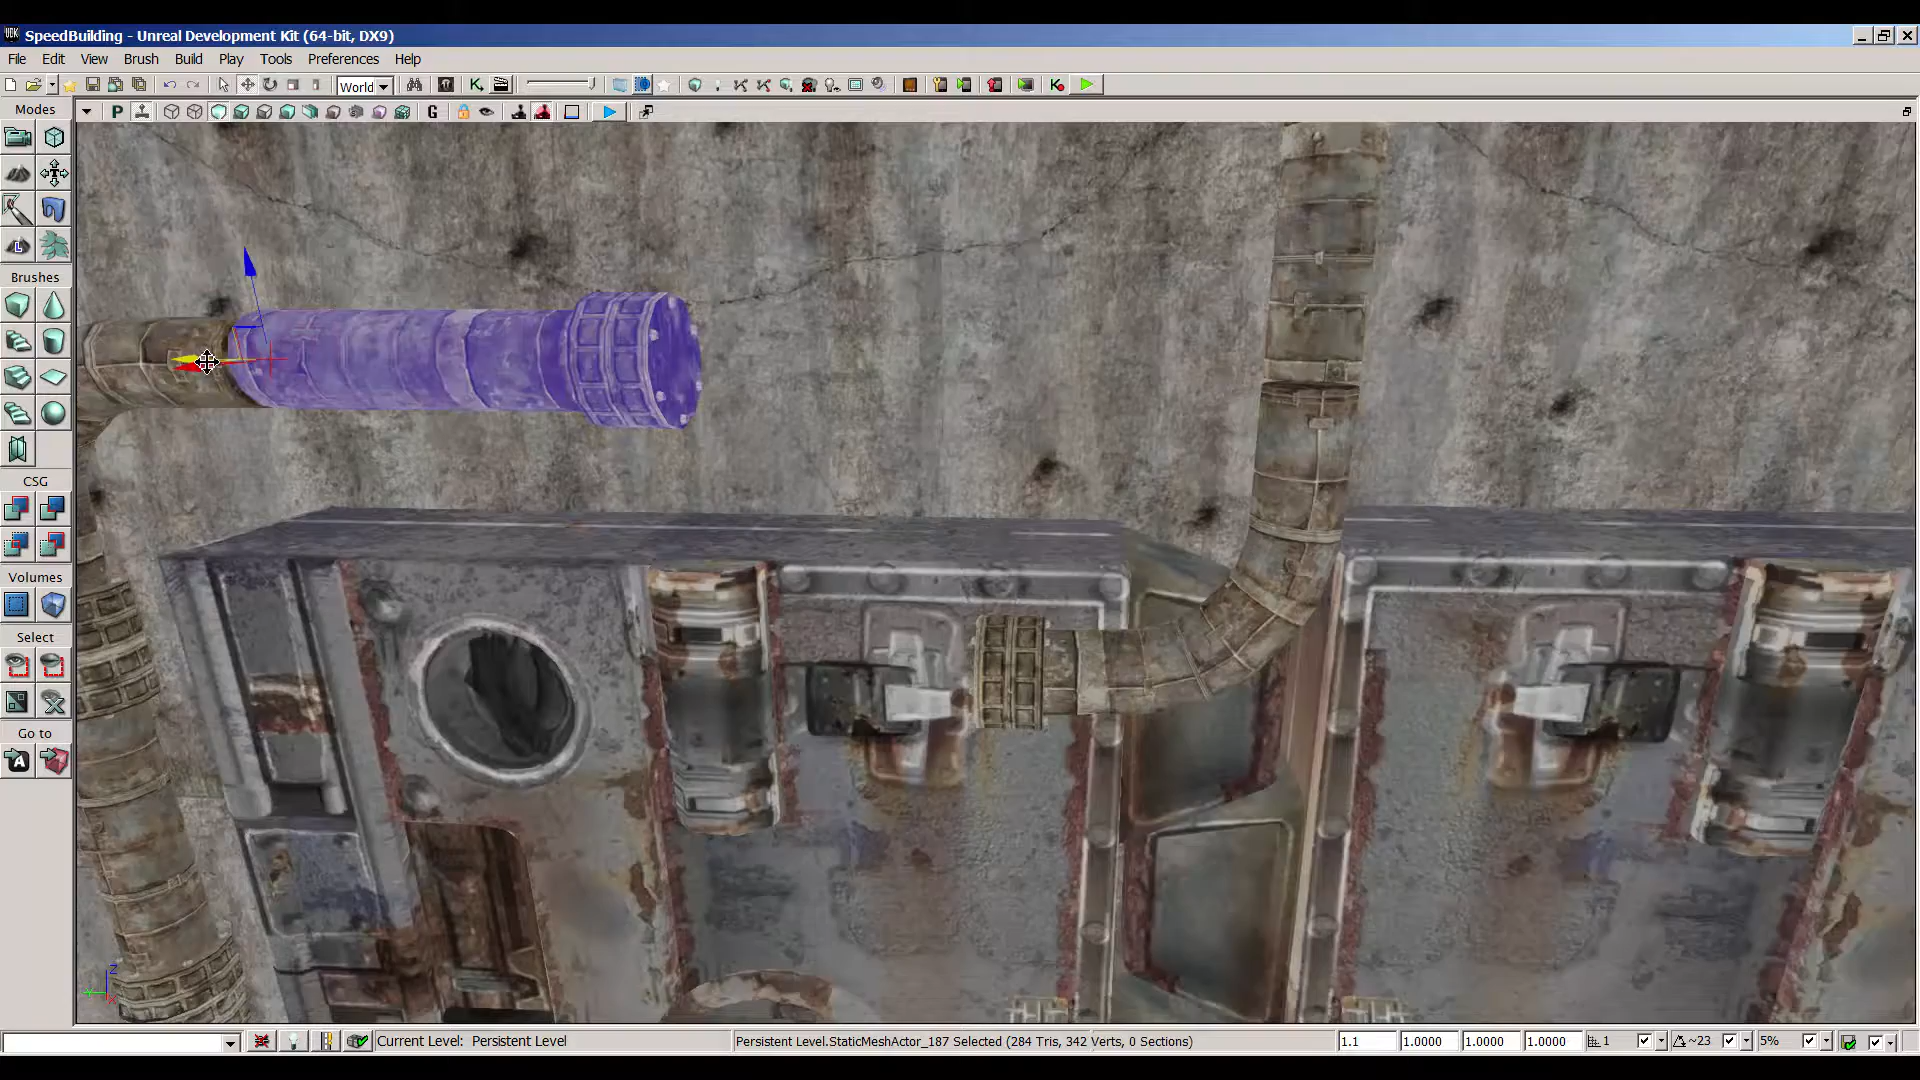 UDK SpeedBuilding - Unreal Development Kit (64-bit, DX9)
File Edit View Brush Build Play Tools Preferences Help
World
Modes
P G
L
Brushes
CSG
Volumes
Select
Go to
A
Z
Y X
Current Level: Persistent Level
Persistent Level.StaticMeshActor_187 Selected (284 Tris, 342 Verts, 0 Sections)
1.1 1.0000 1.0000 1.0000 1 ~23 5%